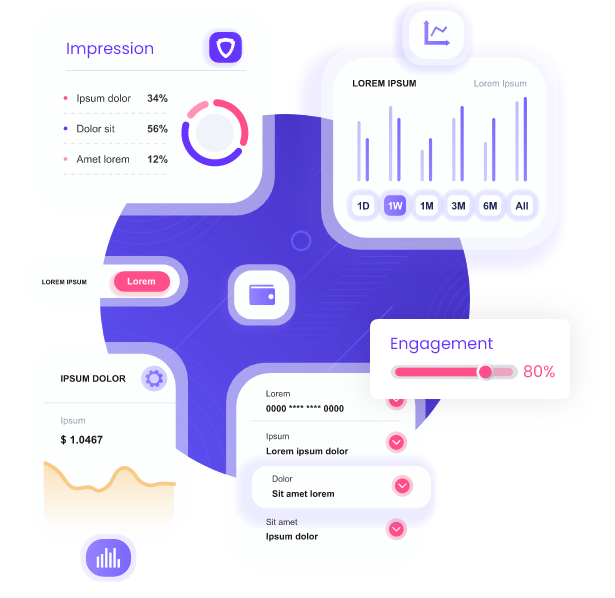 Impression
Ipsum dolor 34%
Dolor sit 56%
Amet lorem 12%
LOREM IPSUM Lorem Ipsum
1D 1W 1M 3M 6M All
LOREM IPSUM Lorem
Engagement
80%
IPSUM DOLOR
Ipsum
$ 1.0467
Lorem
0000 **** **** 0000
Ipsum
Lorem ipsum dolor
Dolor
Sit amet lorem
Sit amet
Ipsum dolor